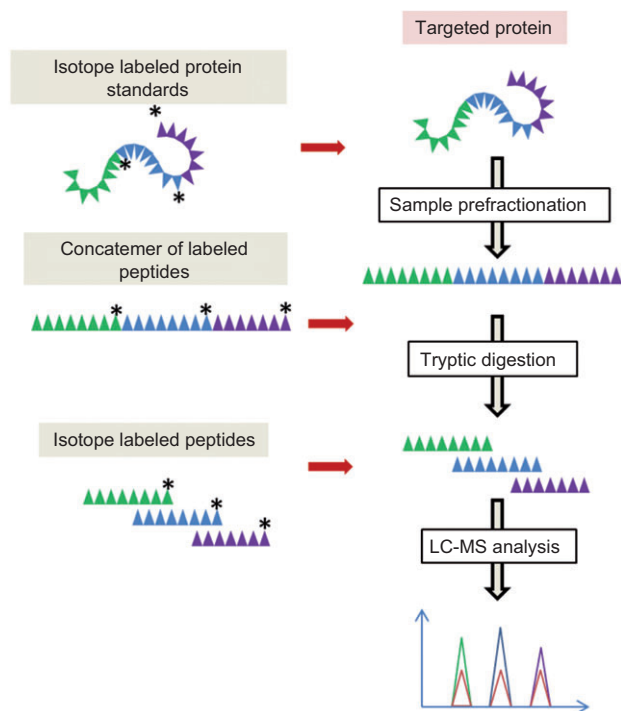 Targeted protein
Isotope labeled protein
standards
*
*
*
Sample prefractionation
Concatemer of labeled
peptides
*
*
*
Tryptic digestion
Isotope labeled peptides
*
*
*
LC-MS analysis